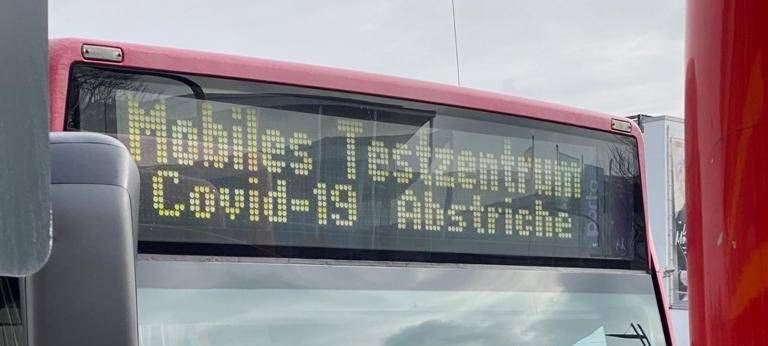 Mobiles Testzentrum
Covid-19 Abstriche